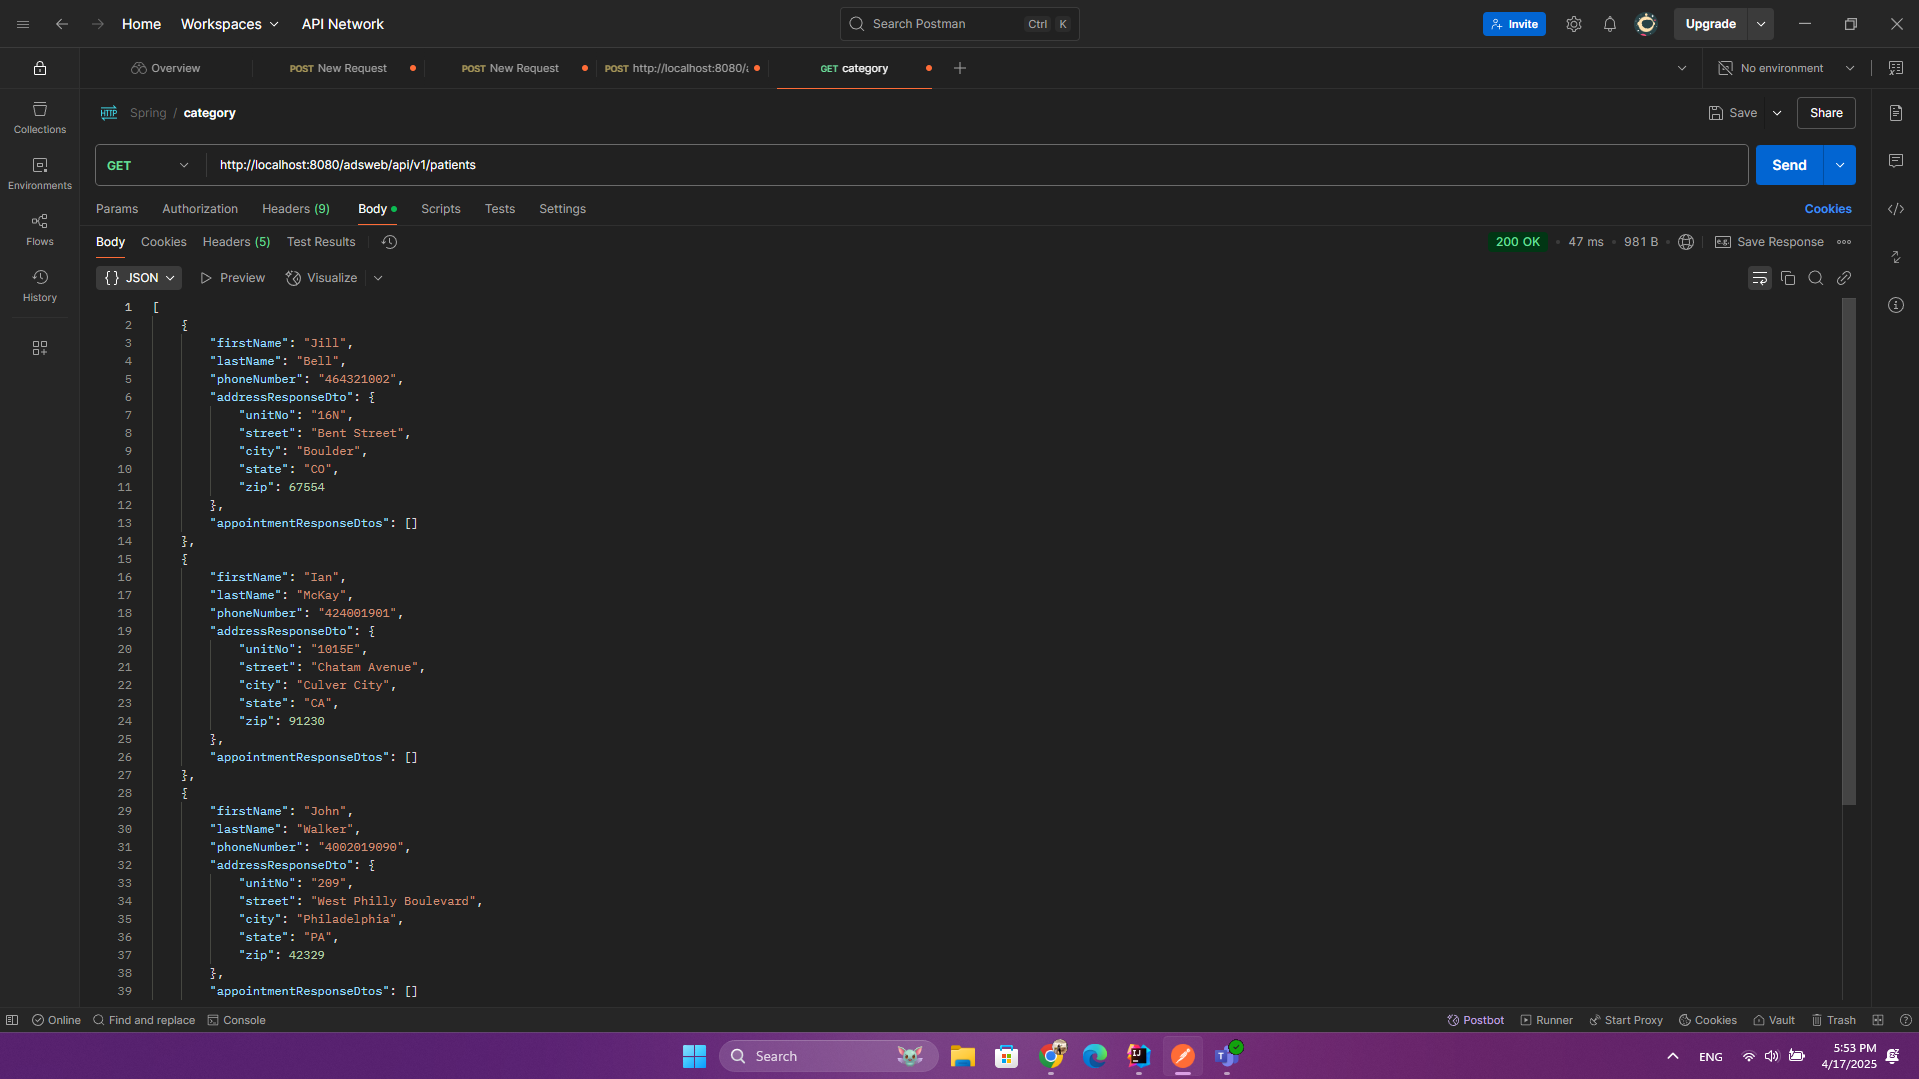 Home Workspaces API Network Search Postman Ctrl K Invite Upgrade
Overview POST New Request POST New Request POST http://localhost:8080/ GET category No environment
HTTP Spring / category Save Share
Collections
GET http://localhost:8080/adsweb/api/v1/patients Send
Environments
Params Authorization Headers (9) Body Scripts Tests Settings Cookies
Flows
Body Cookies Headers (5) Test Results 200 OK 47 ms 981 B e.g. Save Response
{ } JSON Preview Visualize
History
1 [
2 {
3 "firstName": "Jill",
4 "lastName": "Bell",
5 "phoneNumber": "464321002",
6 "addressResponseDto": {
7 "unitNo": "16N",
8 "street": "Bent Street",
9 "city": "Boulder",
10 "state": "CO",
11 "zip": 67554
12 },
13 "appointmentResponseDtos": []
14 },
15 {
16 "firstName": "Ian",
17 "lastName": "McKay",
18 "phoneNumber": "424001901",
19 "addressResponseDto": {
20 "unitNo": "1015E",
21 "street": "Chatam Avenue",
22 "city": "Culver City",
23 "state": "CA",
24 "zip": 91230
25 },
26 "appointmentResponseDtos": []
27 },
28 {
29 "firstName": "John",
30 "lastName": "Walker",
31 "phoneNumber": "4002019090",
32 "addressResponseDto": {
33 "unitNo": "209",
34 "street": "West Philly Boulevard",
35 "city": "Philadelphia",
36 "state": "PA",
37 "zip": 42329
38 },
39 "appointmentResponseDtos": []
Online Find and replace Console Postbot Runner Start Proxy Cookies Vault Trash
Search ENG 5:53 PM
4/17/2025